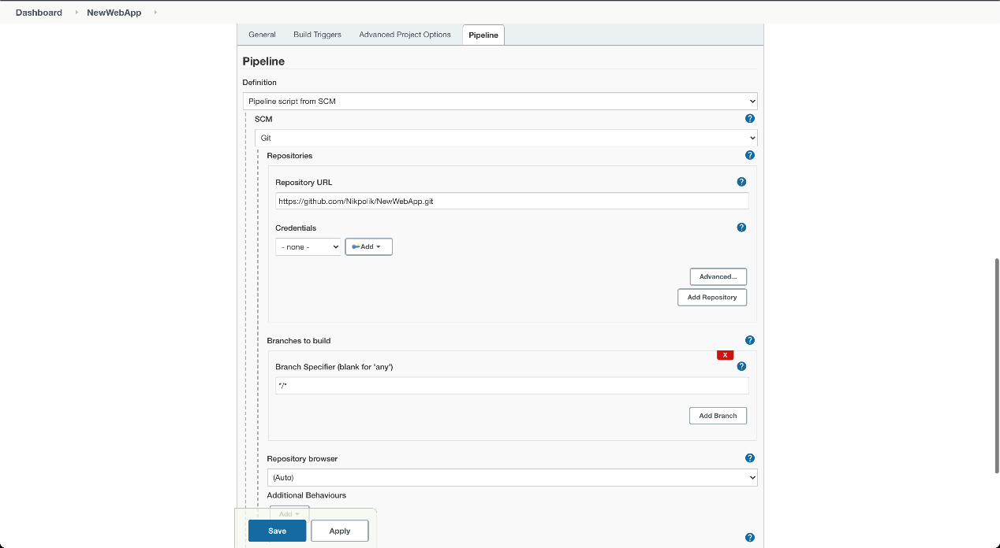 Dashboard NewWebApp
General Build Triggers Advanced Project Options Pipeline
Pipeline
Definition
Pipeline script from SCM
SCM
?
Git
Repositories
?
Repository URL
?
https://github.com/Nikpolik/NewWebApp.git
Credentials
?
- none - Add
Advanced...
Add Repository
Branches to build
?
X
Branch Specifier (blank for 'any')
?
*/*
Add Branch
Repository browser
?
(Auto)
Additional Behaviours
Add
Save Apply
?